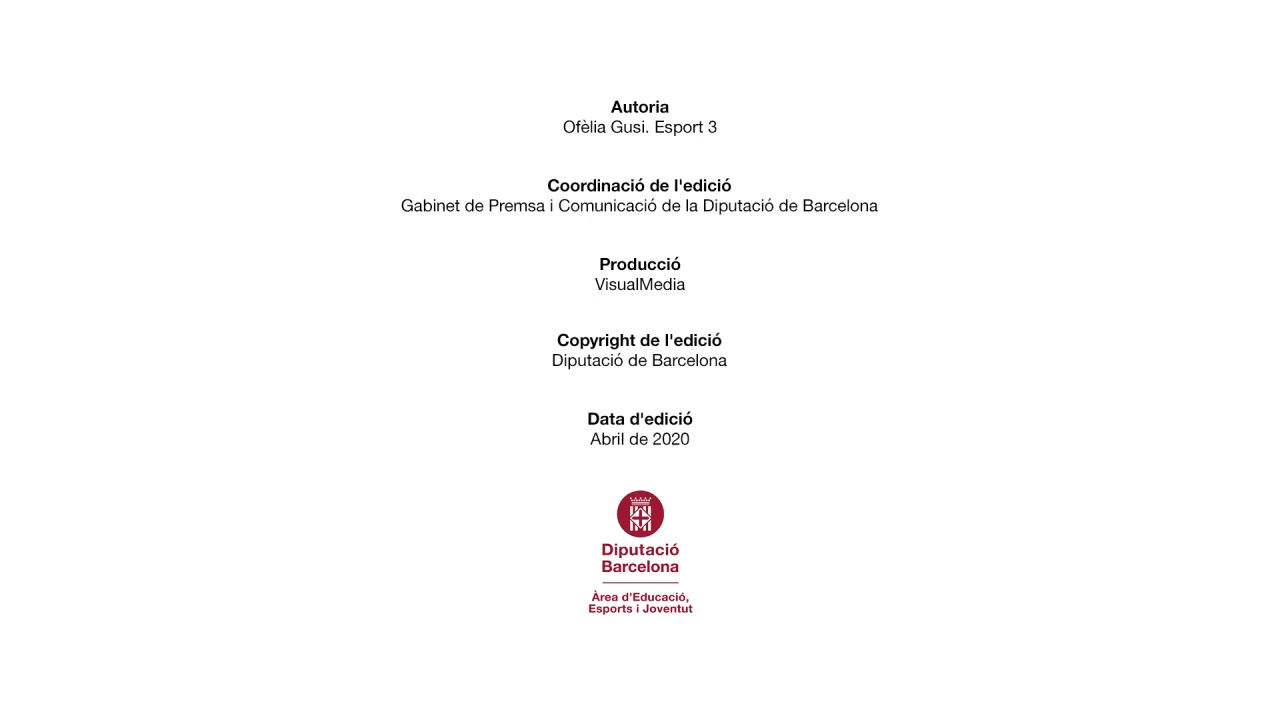 Autoria
Ofèlia Gusi. Esport 3
Coordinació de l'edició
Gabinet de Premsa i Comunicació de la Diputació de Barcelona
Producció
VisualMedia
Copyright de l'edició
Diputació de Barcelona
Data d'edició
Abril de 2020
Diputació
Barcelona
Àrea d'Educació,
Esports i Joventut